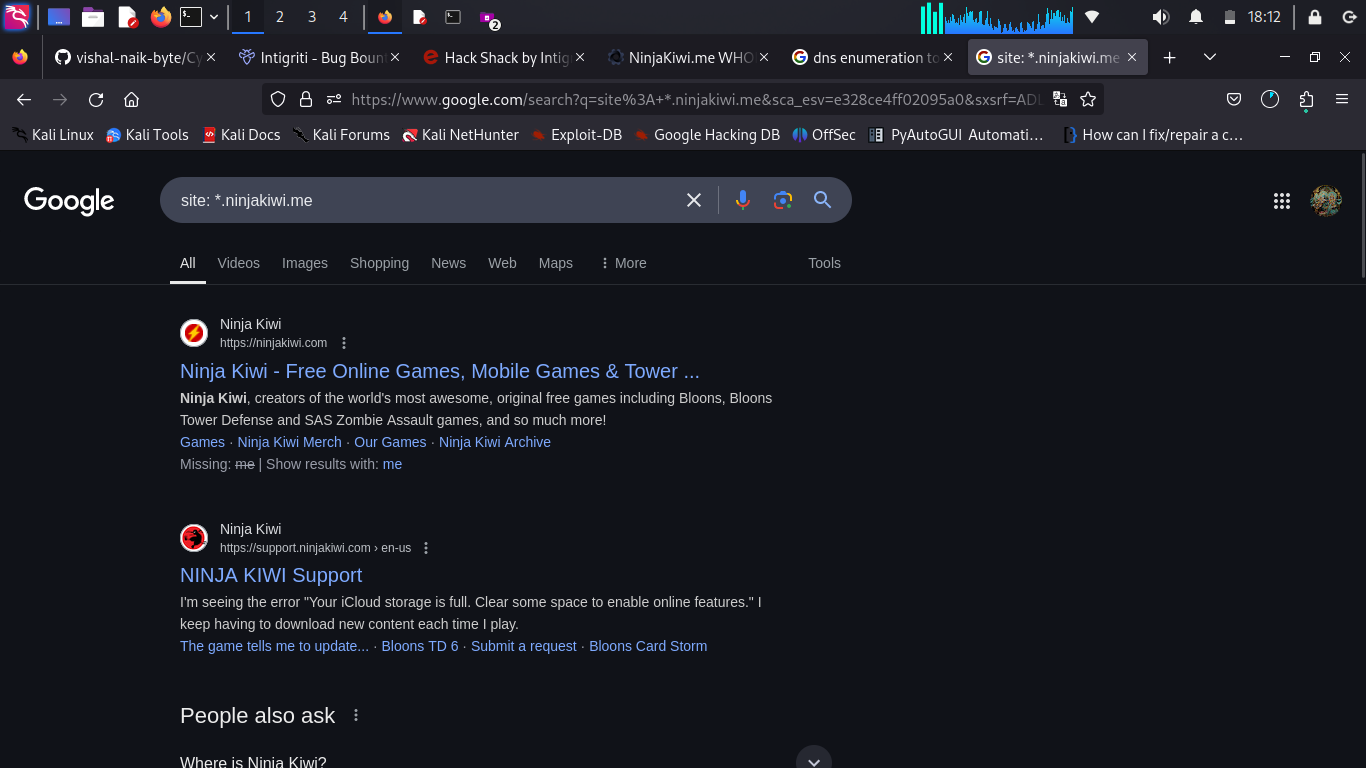 1 2 3 4 2 18:12
vishal-naik-byte/Cy Intigriti - Bug Boun Hack Shack by Intig NinjaKiwi.me WHO dns enumeration to site: *.ninjakiwi.me
https://www.google.com/search?q=site%3A+*.ninjakiwi.me&sca_esv=e328ce4ff02095a0&sxsrf=ADL
Kali Linux Kali Tools Kali Docs Kali Forums Kali NetHunter Exploit-DB Google Hacking DB OffSec PyAutoGUI Automati… How can I fix/repair a c…
Google site: *.ninjakiwi.me
All Videos Images Shopping News Web Maps More Tools
Ninja Kiwi
https://ninjakiwi.com
Ninja Kiwi - Free Online Games, Mobile Games & Tower ...
Ninja Kiwi, creators of the world's most awesome, original free games including Bloons, Bloons
Tower Defense and SAS Zombie Assault games, and so much more!
Games · Ninja Kiwi Merch · Our Games · Ninja Kiwi Archive
Missing: me | Show results with: me
Ninja Kiwi
https://support.ninjakiwi.com › en-us
NINJA KIWI Support
I'm seeing the error "Your iCloud storage is full. Clear some space to enable online features." I
keep having to download new content each time I play.
The game tells me to update... · Bloons TD 6 · Submit a request · Bloons Card Storm
People also ask
Where is Ninja Kiwi?